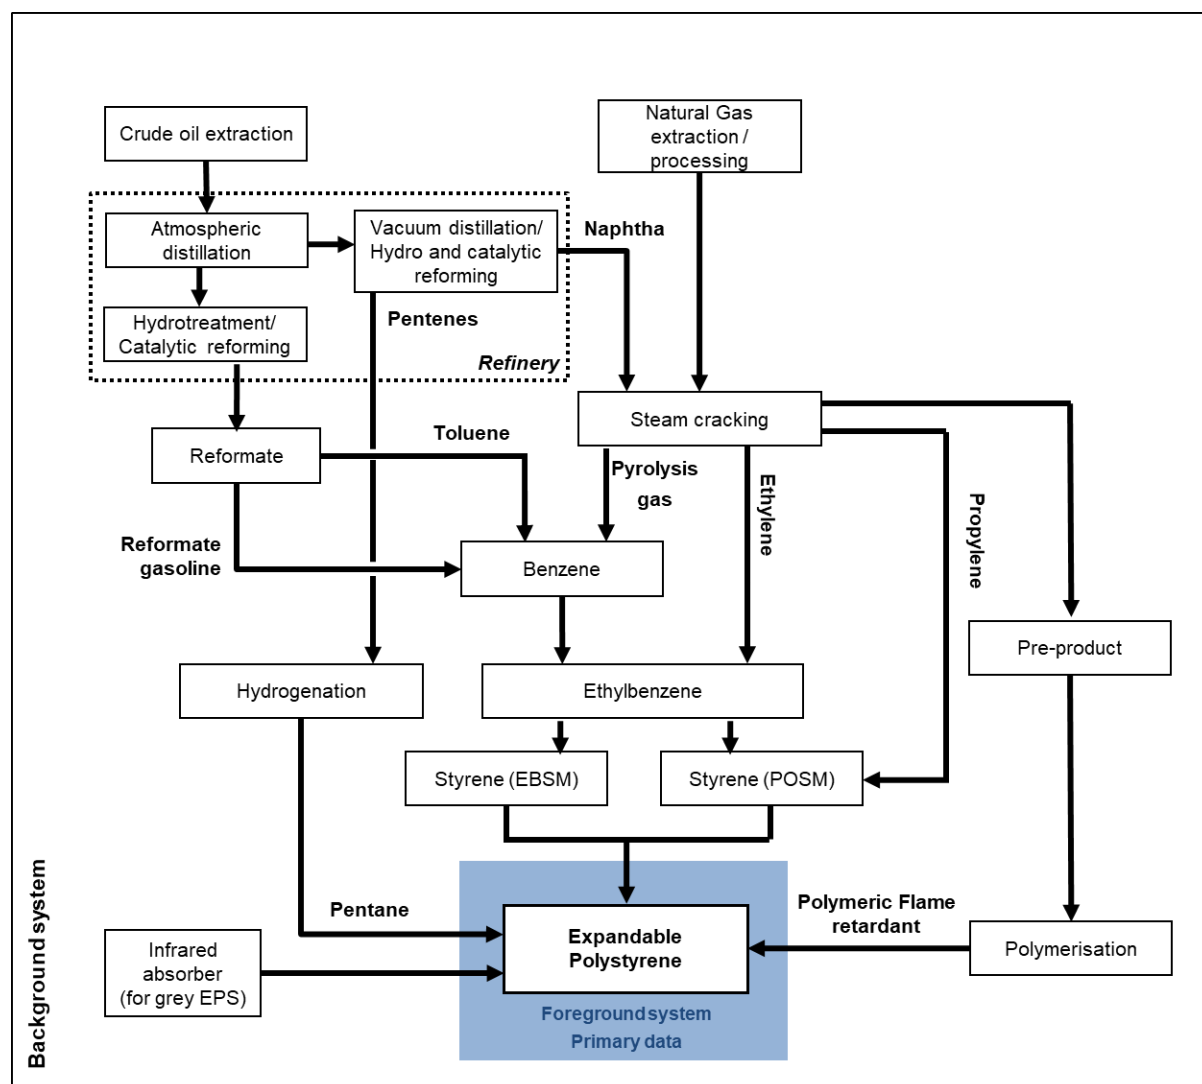 Crude oil extraction
Natural Gas
extraction /
processing
Atmospheric
distillation
Vacuum distillation/
Hydro and catalytic
reforming
Naphtha
Hydrotreatment/
Catalytic reforming
Pentenes
Refinery
Steam cracking
Reformate
Toluene
Pyrolysis
gas
Ethylene
Propylene
Reformate
gasoline
Benzene
Pre-product
Hydrogenation
Ethylbenzene
Styrene (EBSM)
Styrene (POSM)
Pentane
Polymeric Flame
retardant
Infrared
absorber
(for grey EPS)
Expandable
Polystyrene
Polymerisation
Foreground system
Primary data
Background system